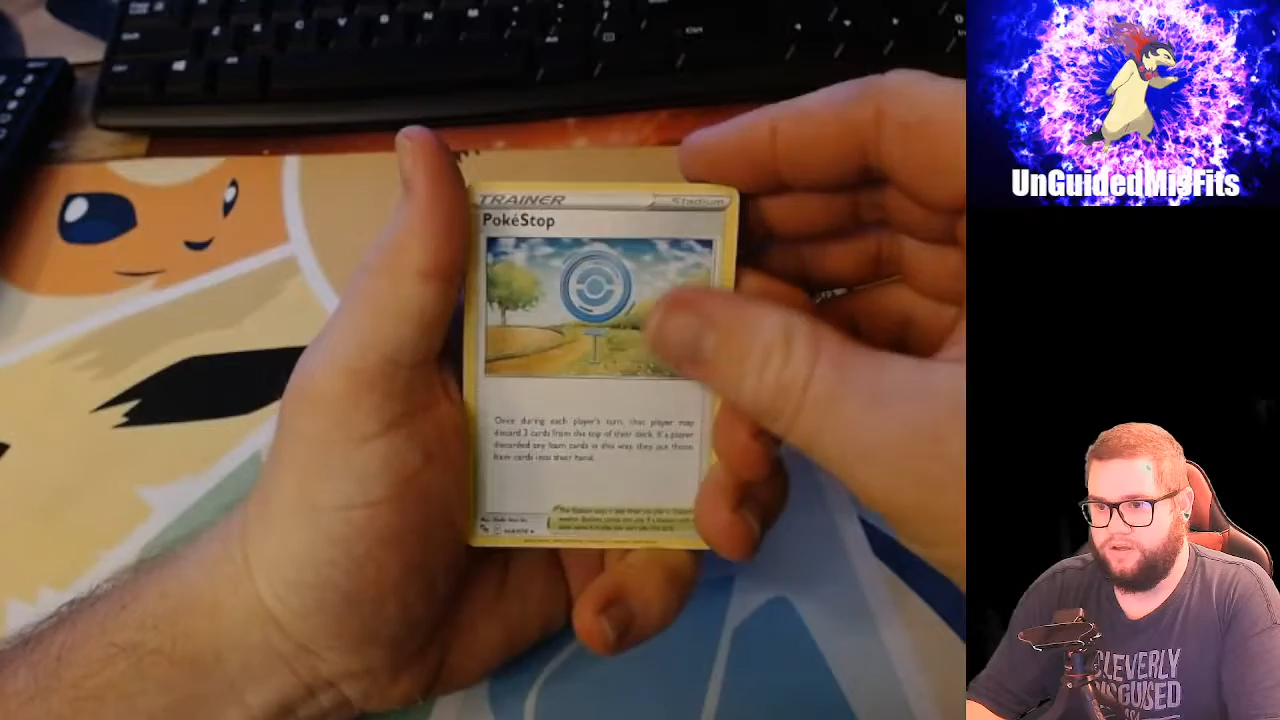 TRAINER
Stadium
PokéStop
Once during each player's turn, that player may
discard 3 cards from the top of their deck. If a player
discarded any Item cards in this way, they put those
Item cards into their hand.
UnGuidedMisFits
CLEVERLY
DISGUISED